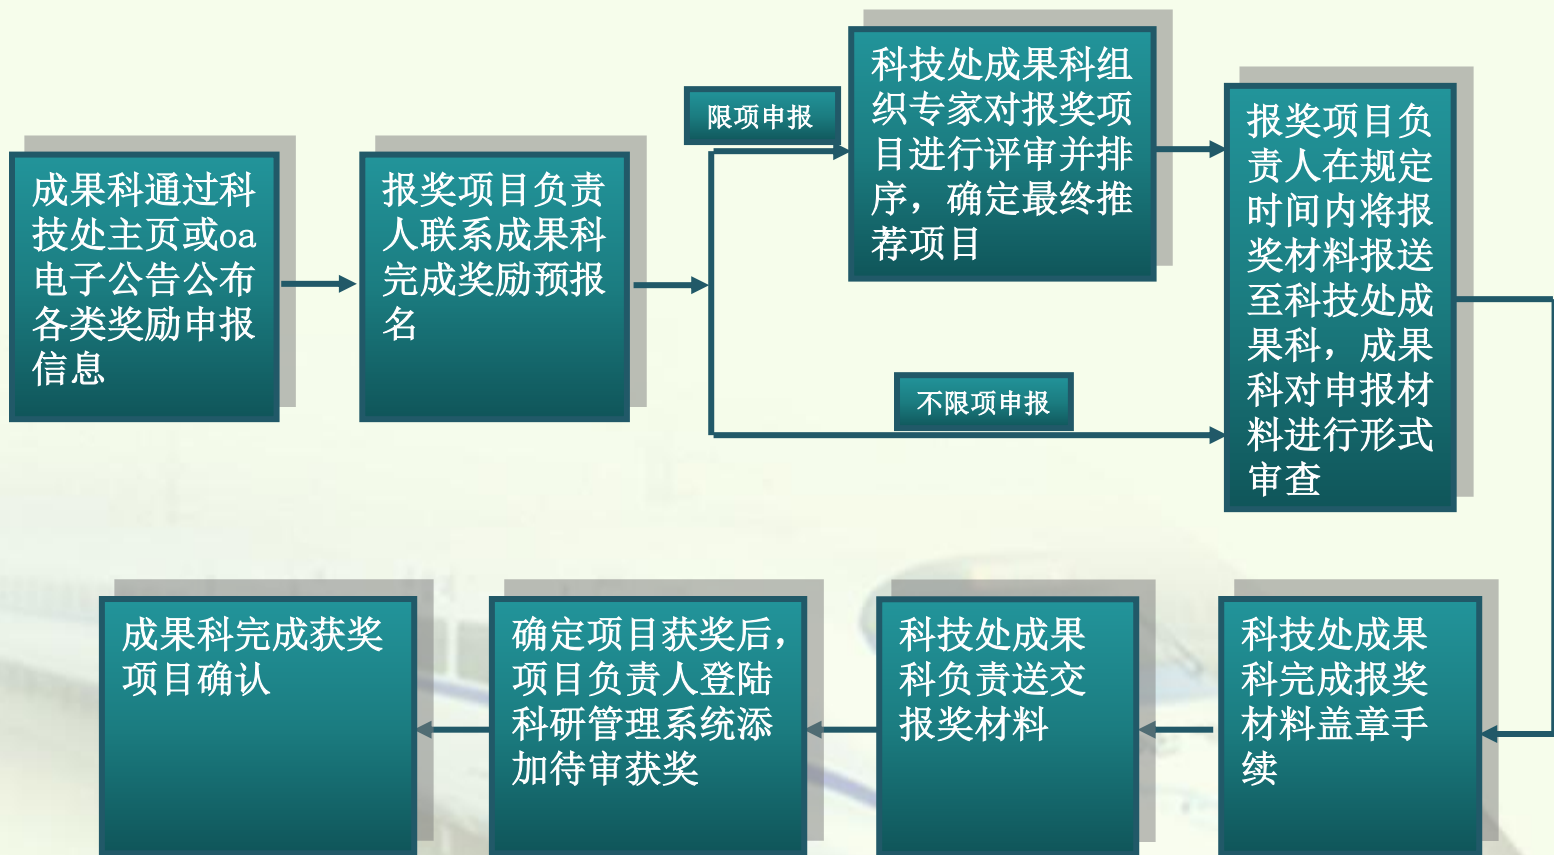 成果科通过科
技处主页或oa
电子公告公布
各类奖励申报
信息
报奖项目负责
人联系成果科
完成奖励预报
名
限项申报
科技处成果科组
织专家对报奖项
目进行评审并排
序，确定最终推
荐项目
不限项申报
报奖项目负
责人在规定
时间内将报
奖材料报送
至科技处成
果科，成果
科对申报材
料进行形式
审查
科技处成果
科完成报奖
材料盖章手
续
科技处成果
科负责送交
报奖材料
确定项目获奖后，
项目负责人登陆
科研管理系统添
加待审获奖
成果科完成获奖
项目确认